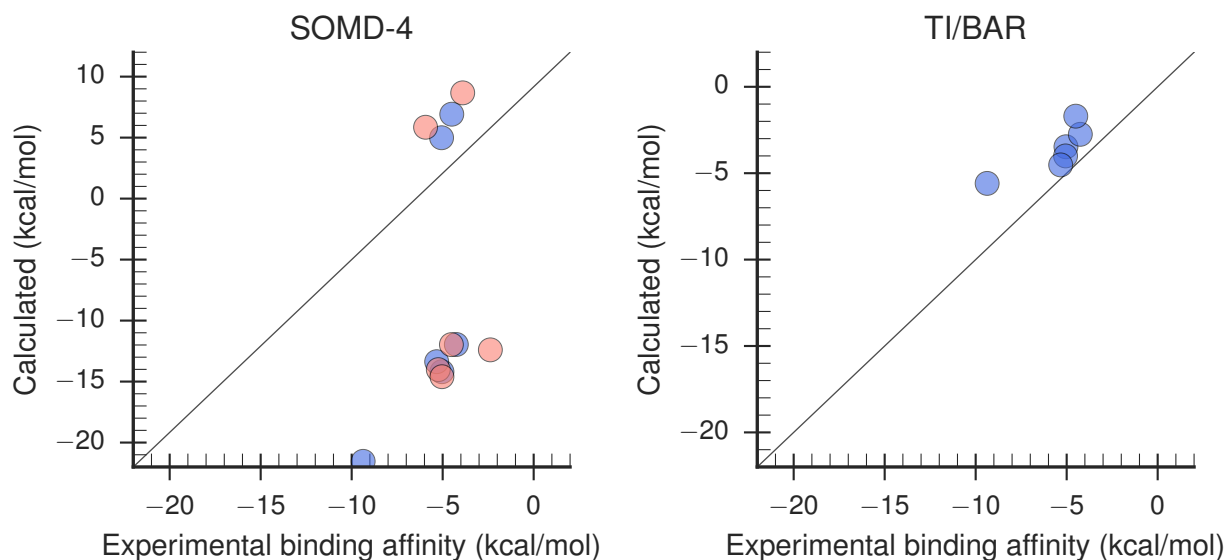 SOMD-4
10
5
0
−5
−10
−15
−20
Calculated (kcal/mol)
−20 −15 −10 −5 0
Experimental binding affinity (kcal/mol)
TI/BAR
0
−5
−10
−15
−20
Calculated (kcal/mol)
−20 −15 −10 −5 0
Experimental binding affinity (kcal/mol)